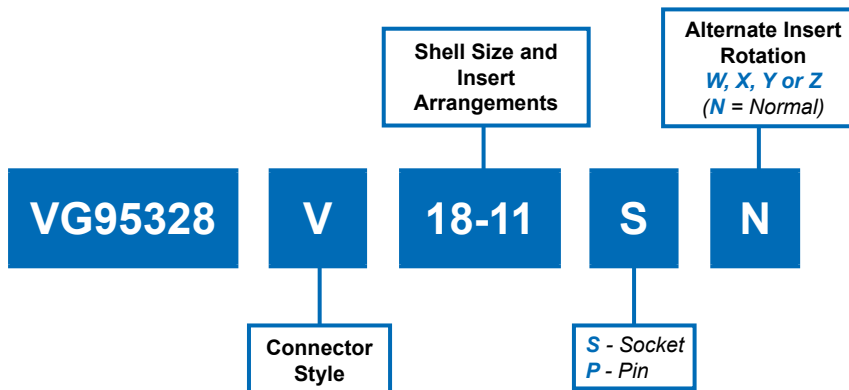 Shell Size and
Insert
Arrangements
Alternate Insert
Rotation
W, X, Y or Z
(N = Normal)
VG95328 V 18-11 S N
Connector
Style
S - Socket
P - Pin